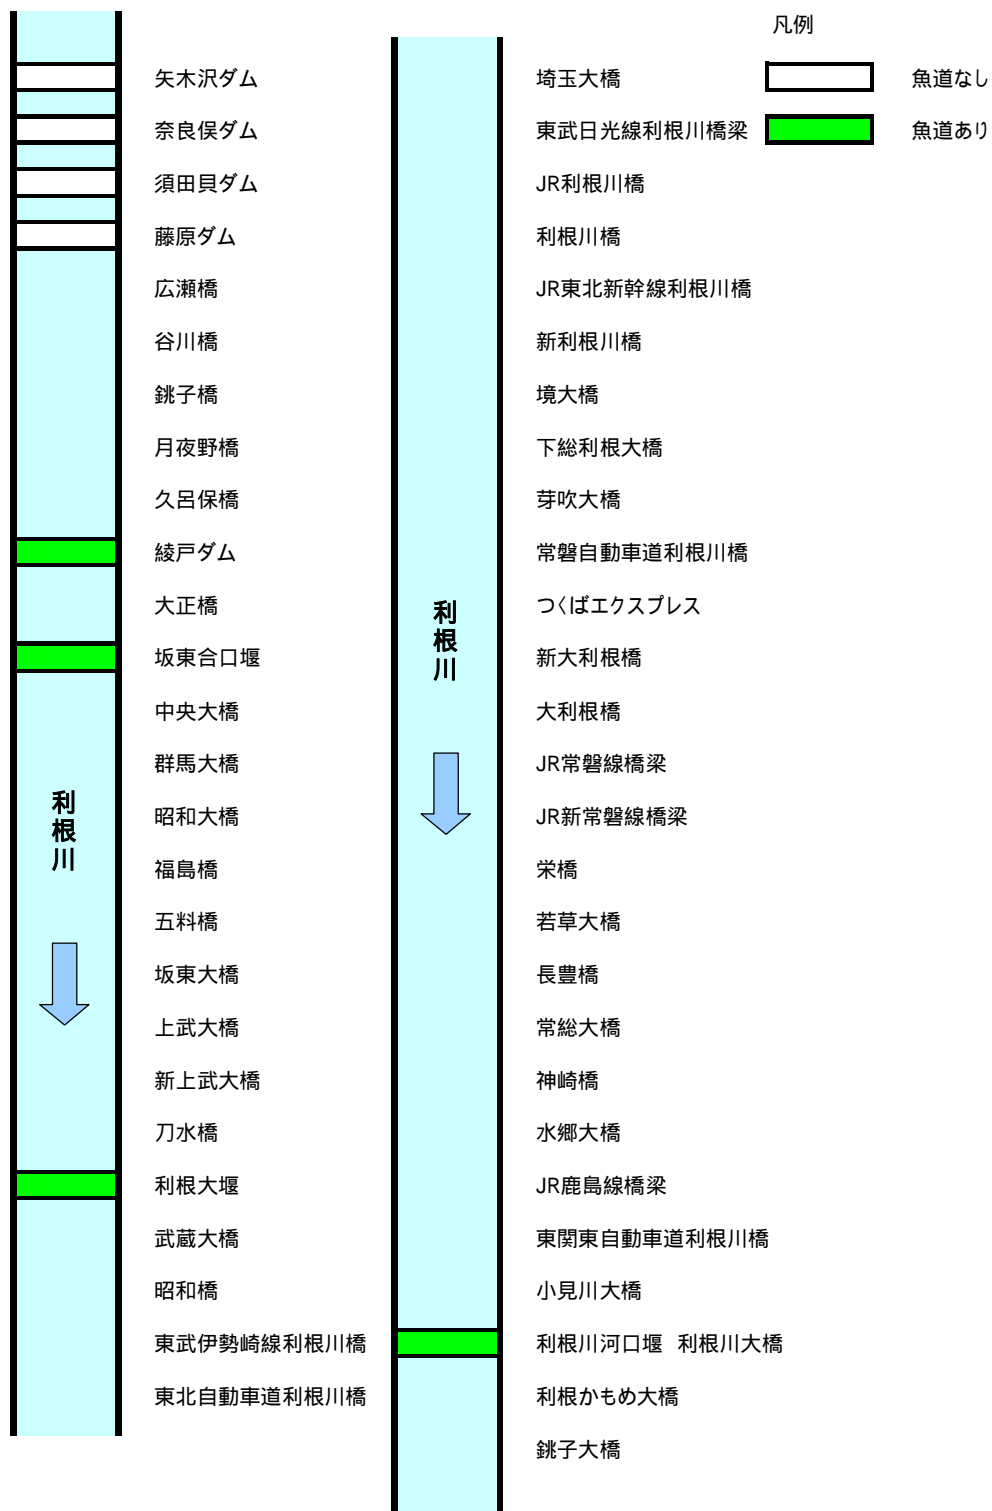 矢木沢ダム
奈良俣ダム
須田貝ダム
藤原ダム
広瀬橋
谷川橋
銚子橋
月夜野橋
久呂保橋
綾戸ダム
大正橋
坂東合口堰
中央大橋
群馬大橋
昭和大橋
福島橋
五料橋
坂東大橋
上武大橋
新上武大橋
刀水橋
利根大堰
武蔵大橋
昭和橋
東武伊勢崎線利根川橋
東北自動車道利根川橋
利根川
埼玉大橋
東武日光線利根川橋梁
JR利根川橋
利根川橋
JR東北新幹線利根川橋
新利根川橋
境大橋
下総利根大橋
芽吹大橋
常磐自動車道利根川橋
つくばエクスプレス
新大利根橋
大利根橋
JR常磐線橋梁
JR新常磐線橋梁
栄橋
若草大橋
長豊橋
常総大橋
神崎橋
水郷大橋
JR鹿島線橋梁
東関東自動車道利根川橋
小見川大橋
利根川河口堰 利根川大橋
利根かもめ大橋
銚子大橋
利根川
凡例
魚道なし
魚道あり